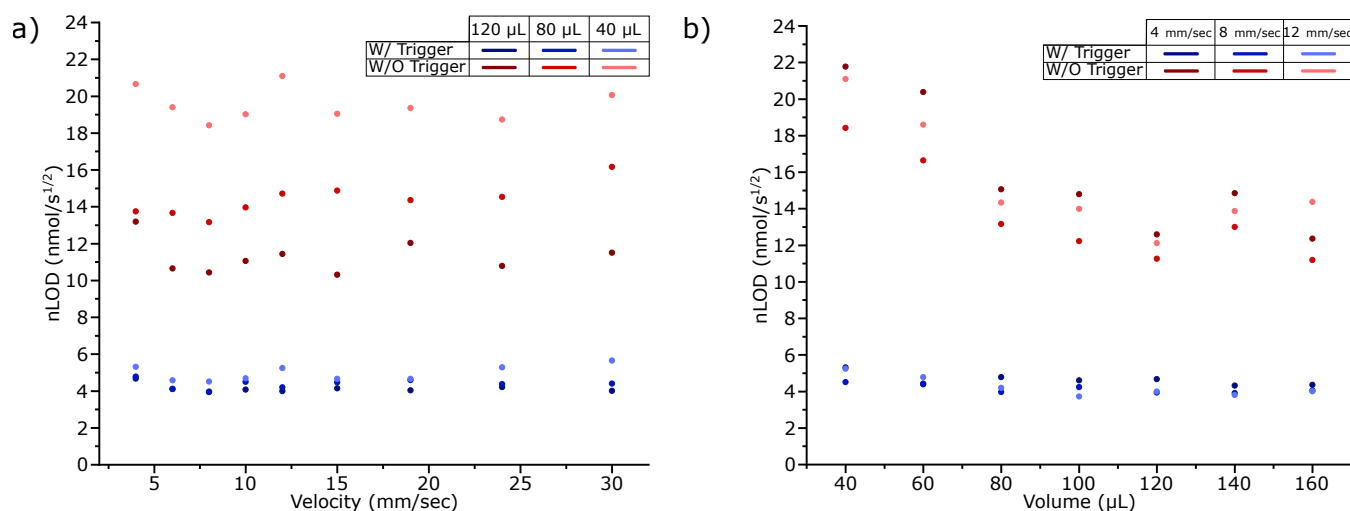 a)
120 µL 80 µL 40 µL
W/ Trigger
W/O Trigger
24
22
20
18
16
14
12
10
8
6
4
2
0
nLOD (nmol/s^1/2)
5 10 15 20 25 30
Velocity (mm/sec)
b)
4 mm/sec 8 mm/sec 12 mm/sec
W/ Trigger
W/O Trigger
24
22
20
18
16
14
12
10
8
6
4
2
0
nLOD (nmol/s^1/2)
40 60 80 100 120 140 160
Volume (µL)